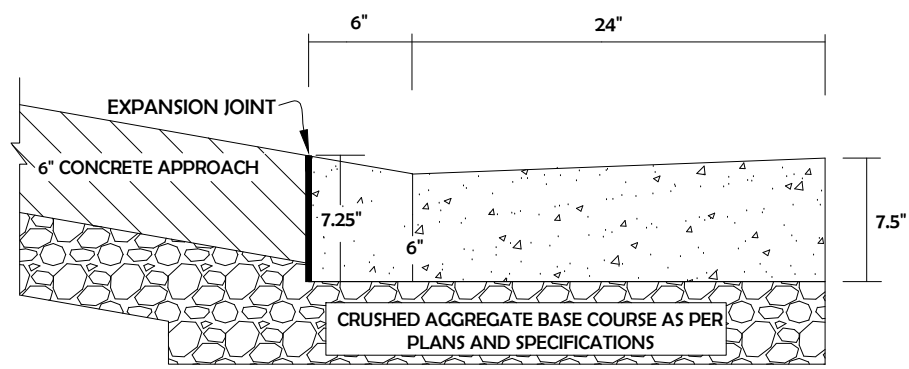 6"
24"
EXPANSION JOINT
6" CONCRETE APPROACH
7.25"
6"
7.5"
CRUSHED AGGREGATE BASE COURSE AS PER
PLANS AND SPECIFICATIONS